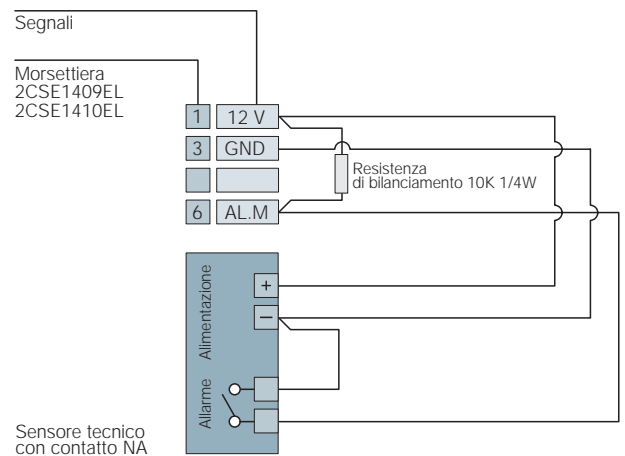 Segnali
Morsettiera
2CSE1409EL
2CSE1410EL
1 12 V
3 GND
Resistenza
di bilanciamento 10K 1/4W
6 AL.M
Alimentazione
+
−
Allarme
Sensore tecnico
con contatto NA